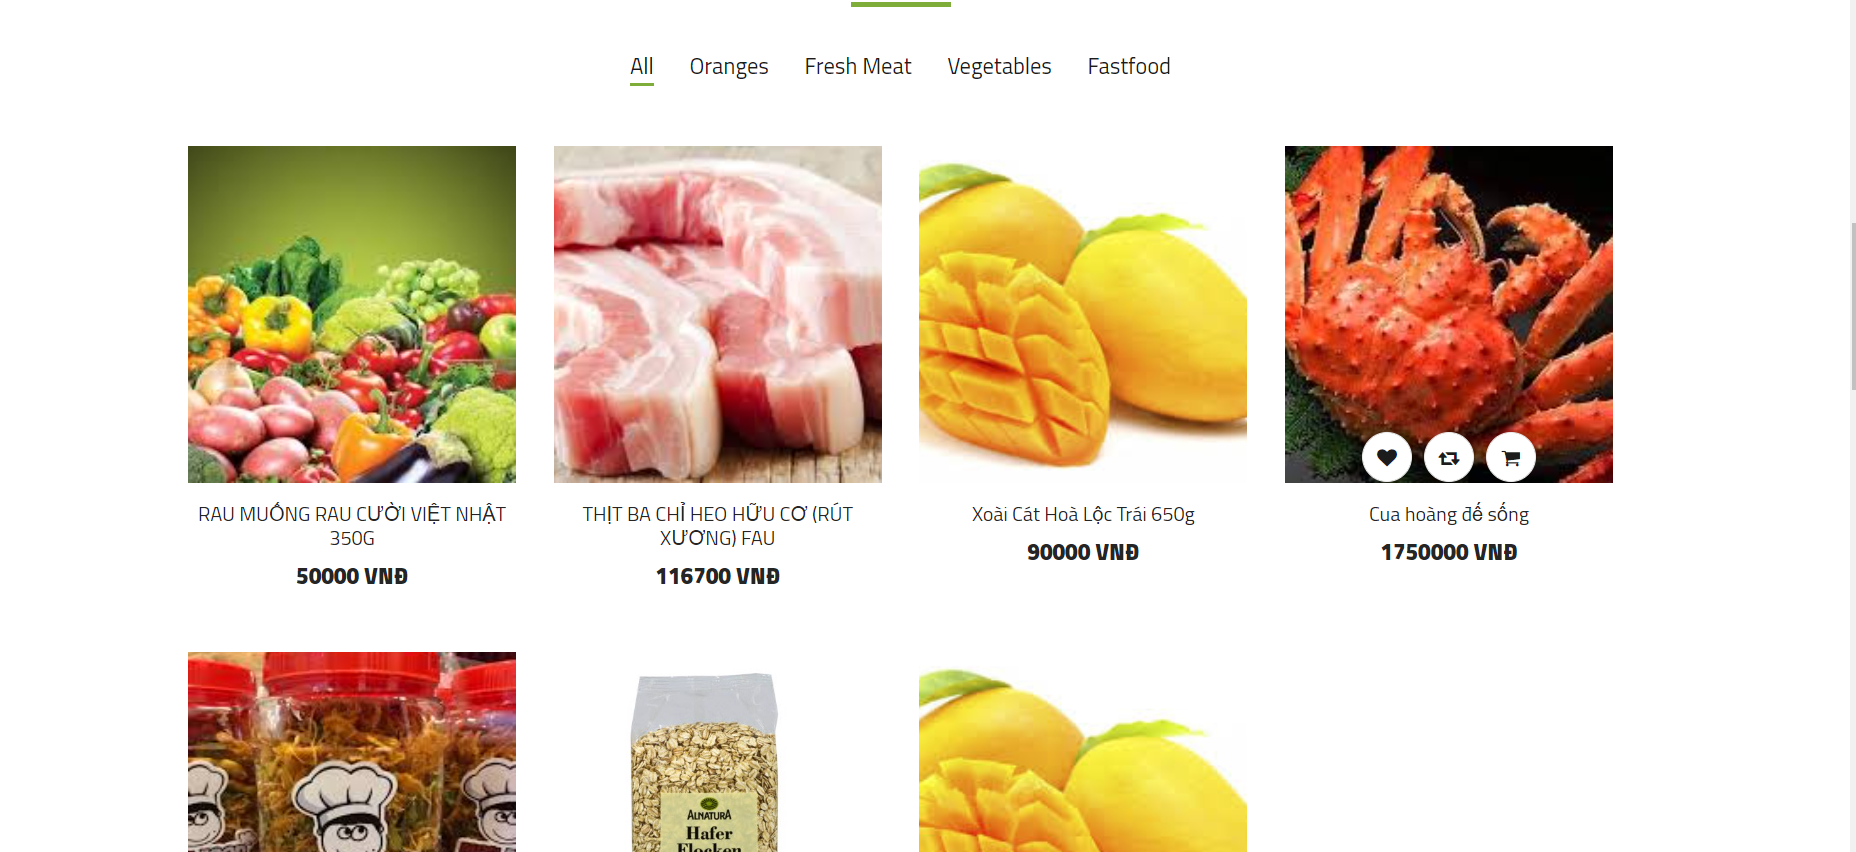 All Oranges Fresh Meat Vegetables Fastfood
RAU MUỐNG RAU CƯỜI VIỆT NHẬT
350G
50000 VNĐ
THỊT BA CHỈ HEO HỮU CƠ (RÚT
XƯƠNG) FAU
116700 VNĐ
Xoài Cát Hoà Lộc Trái 650g
90000 VNĐ
Cua hoàng đế sống
1750000 VNĐ
ALNATURA
Hafer
Flocken